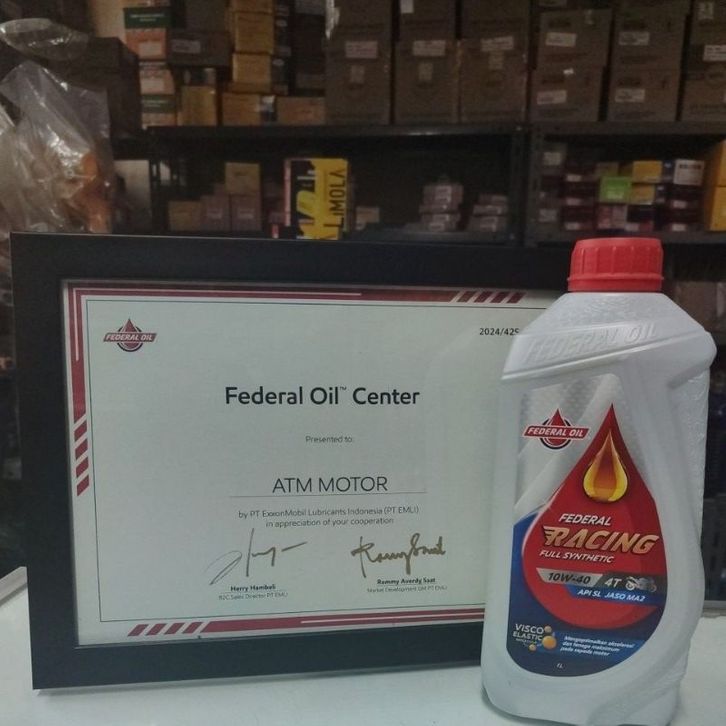 LIMOLA
FEDERAL OIL
2024/425
Federal Oil™ Center
Presented to:
ATM MOTOR
by PT ExxonMobil Lubricants Indonesia (PT EMLI)
in appreciation of your cooperation
Herry Hambali
B2C Sales Director PT EMLI
Rommy Averdy Saat
Market Development GM PT EMLI
FEDERAL OIL
FEDERAL OIL
FEDERAL
RACING
FULL SYNTHETIC
10W-40 4T
API SL JASO MA2
VISCO
ELASTIC
Mengoptimalkan akselerasi
dan tenaga maksimum
pada sepeda motor
1L